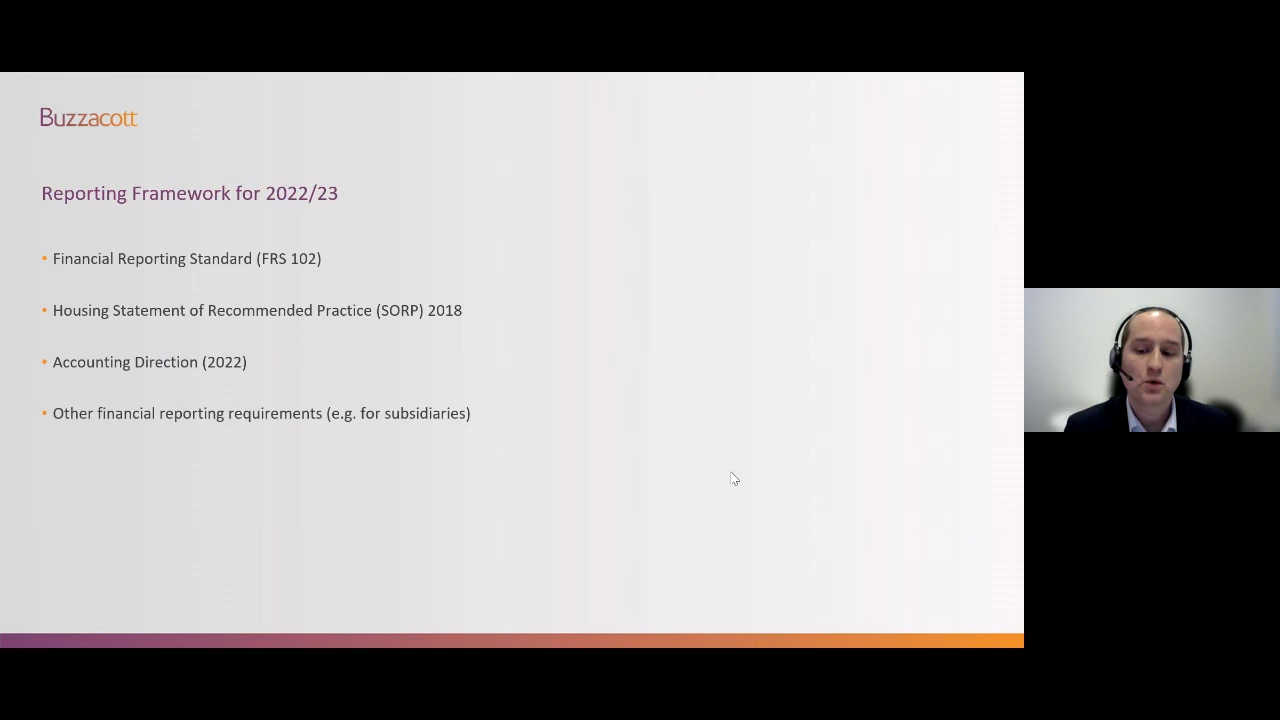 Buzzacott
Reporting Framework for 2022/23
• Financial Reporting Standard (FRS 102)
• Housing Statement of Recommended Practice (SORP) 2018
• Accounting Direction (2022)
• Other financial reporting requirements (e.g. for subsidiaries)